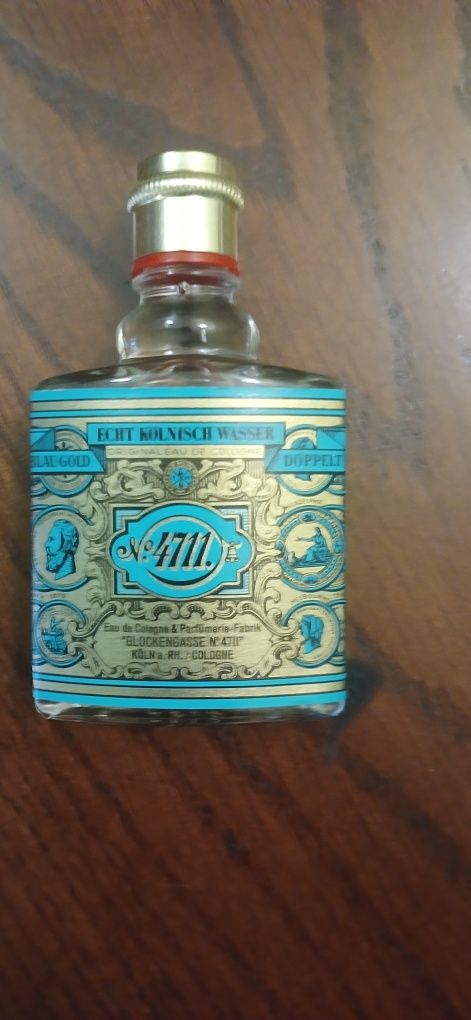 ECHT KÖLNISCH WASSER
ORIGINAL EAU DE COLOGNE
BLAU GOLD
DOPPELT
Nº 4711.
Eau de Cologne & Parfümerie-Fabrik
"GLOCKENGASSE Nº 4711"
KÖLN a. RH. / COLOGNE